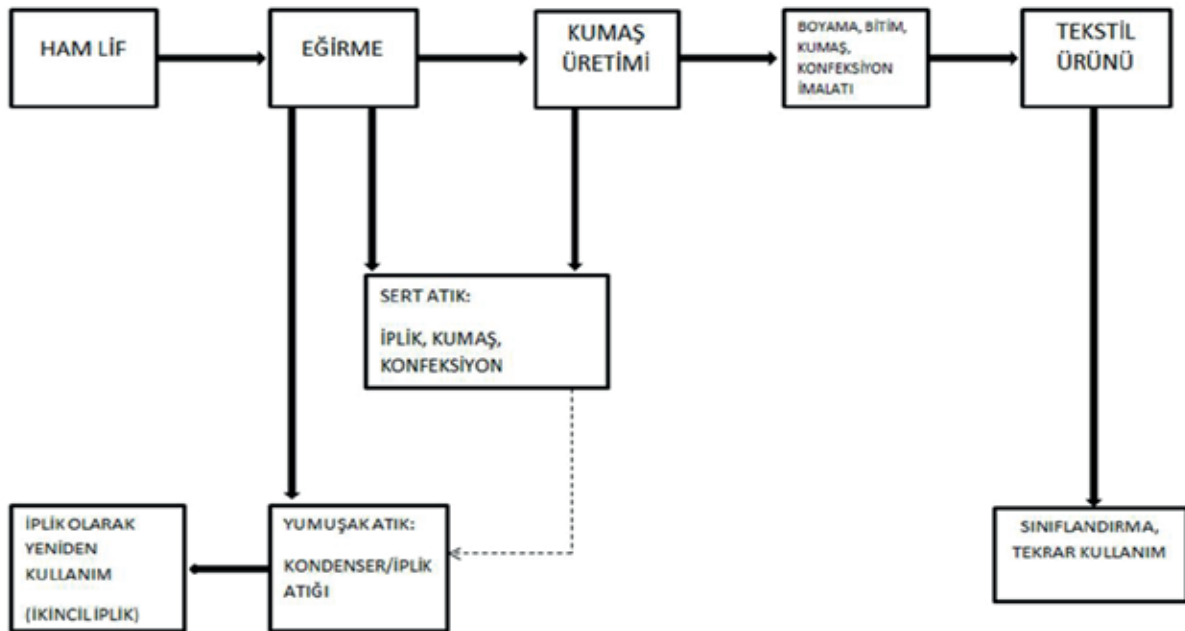 HAM LİF
EĞİRME
KUMAŞ
ÜRETİMİ
BOYAMA, BİTİM,
KUMAŞ,
KONFEKSİYON
İMALATI
TEKSTİL
ÜRÜNÜ
SERT ATIK:
İPLİK, KUMAŞ,
KONFEKSİYON
İPLİK OLARAK
YENİDEN
KULLANIM
(İKİNCİL İPLİK)
YUMUŞAK ATIK:
KONDENSER/İPLİK
ATIĞI
SINIFLANDIRMA,
TEKRAR KULLANIM